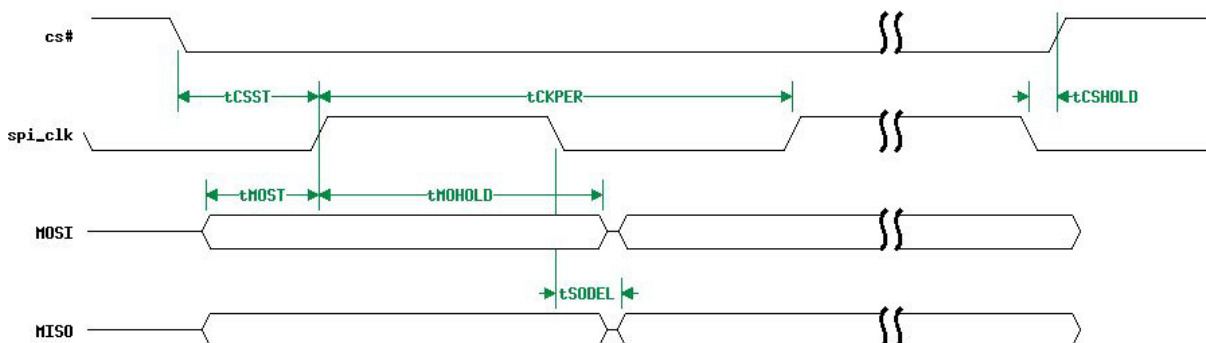 cs#
tCSST
tCKPER
tCSHOLD
spi_clk
tMOST
tMOHOLD
MOSI
tSODEL
MISO